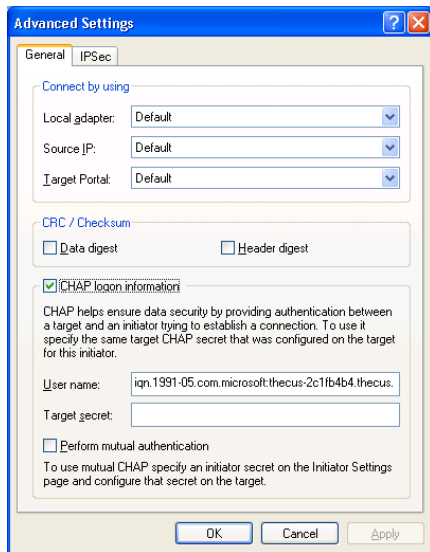 Advanced Settings
General IPSec
Connect by using
Local adapter: Default
Source IP: Default
Target Portal: Default
CRC / Checksum
Data digest Header digest
CHAP logon information
CHAP helps ensure data security by providing authentication between
a target and an initiator trying to establish a connection. To use it
specify the same target CHAP secret that was configured on the target
for this initiator.
User name: iqn.1991-05.com.microsoft:thecus-2c1fb4b4.thecus.
Target secret:
Perform mutual authentication
To use mutual CHAP specify an initiator secret on the Initiator Settings
page and configure that secret on the target.
OK Cancel Apply